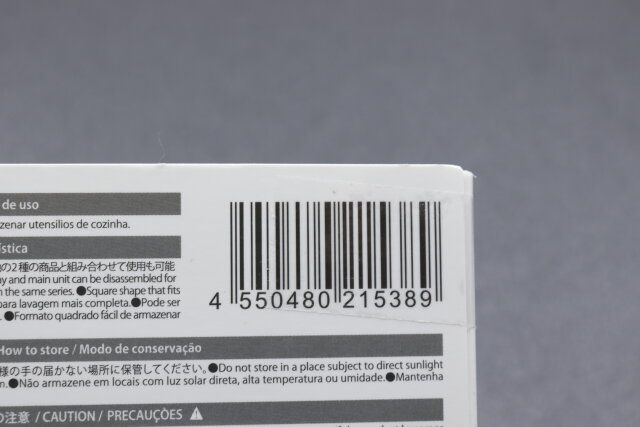 de uso
zenar utensilios de cozinha.
ística
の2種の商品と組み合わせて使用も可能
ay and main unit can be disassembled for
n the same series. ●Square shape that fits
para lavagem mais completa.●Pode ser
. ●Formato quadrado fácil de armazenar
4 550480 215389
How to store / Modo de conservação
様の手の届かない場所に保管してください。●Do not store in a place subject to direct sunlight
n.●Não armazene em locais com luz solar direta, alta temperatura ou umidade.●Mantenha
の注意 / CAUTION / PRECAUÇÕES